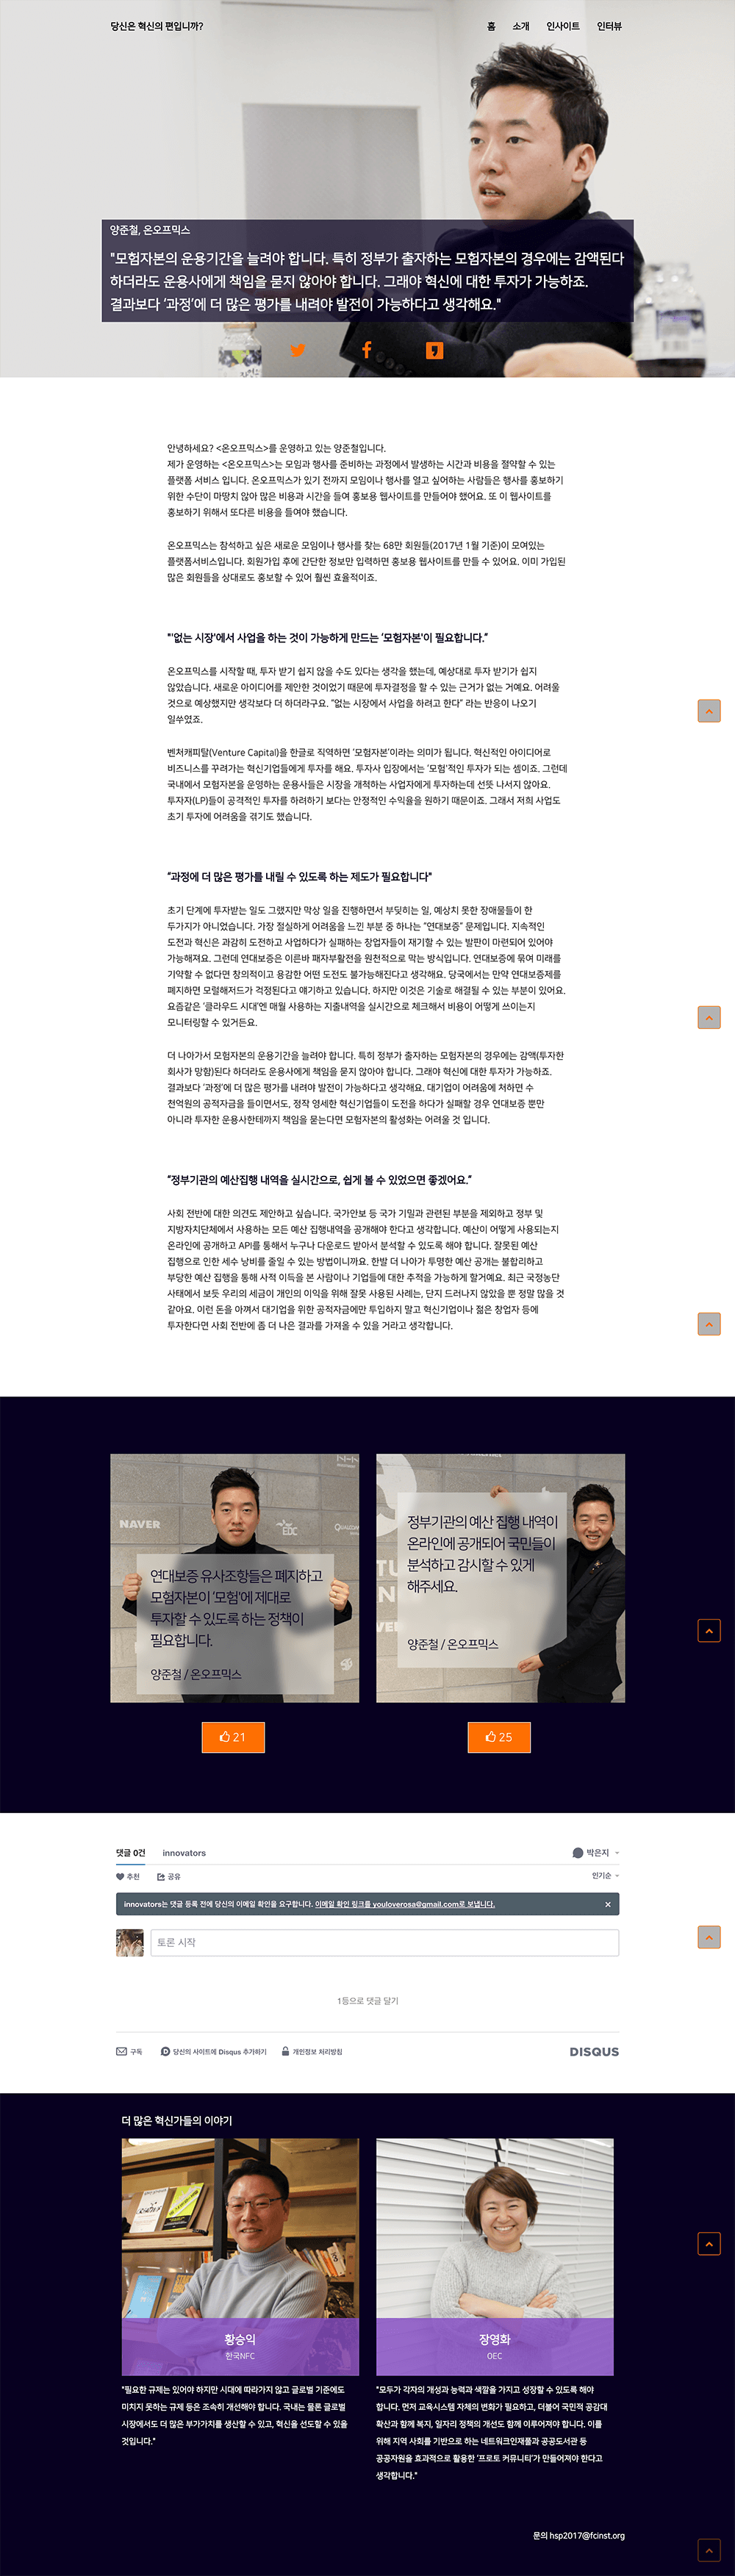 당신은 혁신의 편입니까?
홈 소개 인사이트 인터뷰
양준철, 온오프믹스
"모험자본의 운용기간을 늘려야 합니다. 특히 정부가 출자하는 모험자본의 경우에는 감액된다
하더라도 운용사에게 책임을 묻지 않아야 합니다. 그래야 혁신에 대한 투자가 가능하죠.
결과보다 '과정'에 더 많은 평가를 내려야 발전이 가능하다고 생각해요."
안녕하세요? <온오프믹스>를 운영하고 있는 양준철입니다.
제가 운영하는 <온오프믹스>는 모임과 행사를 준비하는 과정에서 발생하는 시간과 비용을 절약할 수 있는
플랫폼 서비스 입니다. 온오프믹스가 있기 전까지 모임이나 행사를 열고 싶어하는 사람들은 행사를 홍보하기
위한 수단이 마땅치 않아 많은 비용과 시간을 들여 홍보용 웹사이트를 만들어야 했어요. 또 이 웹사이트를
홍보하기 위해서 또다른 비용을 들여야 했습니다.
온오프믹스는 참석하고 싶은 새로운 모임이나 행사를 찾는 68만 회원들(2017년 1월 기준)이 모여있는
플랫폼서비스입니다. 회원가입 후에 간단한 정보만 입력하면 홍보용 웹사이트를 만들 수 있어요. 이미 가입된
많은 회원들을 상대로도 홍보할 수 있어 훨씬 효율적이죠.
"'없는 시장'에서 사업을 하는 것이 가능하게 만드는 '모험자본'이 필요합니다."
온오프믹스를 시작할 때, 투자 받기 쉽지 않을 수도 있다는 생각을 했는데, 예상대로 투자 받기가 쉽지
않았습니다. 새로운 아이디어를 제안한 것이었기 때문에 투자결정을 할 수 있는 근거가 없는 거예요. 어려울
것으로 예상했지만 생각보다 더 하더라구요. "없는 시장에서 사업을 하려고 한다" 라는 반응이 나오기
일쑤였죠.
벤처캐피탈(Venture Capital)을 한글로 직역하면 '모험자본'이라는 의미가 됩니다. 혁신적인 아이디어로
비즈니스를 꾸려가는 혁신기업들에게 투자를 해요. 투자사 입장에서는 '모험'적인 투자가 되는 셈이죠. 그런데
국내에서 모험자본을 운영하는 운용사들은 시장을 개척하는 사업자에게 투자하는데 선뜻 나서지 않아요.
투자자(LP)들이 공격적인 투자를 하려하기 보다는 안정적인 수익율을 원하기 때문이죠. 그래서 저희 사업도
초기 투자에 어려움을 겪기도 했습니다.
"과정에 더 많은 평가를 내릴 수 있도록 하는 제도가 필요합니다"
초기 단계에 투자받는 일도 그랬지만 막상 일을 진행하면서 부딪히는 일, 예상치 못한 장애물들이 한
두가지가 아니었습니다. 가장 절실하게 어려움을 느낀 부분 중 하나는 "연대보증" 문제입니다. 지속적인
도전과 혁신은 과감히 도전하고 사업하다가 실패하는 창업자들이 재기할 수 있는 발판이 마련되어 있어야
가능해져요. 그런데 연대보증은 이른바 패자부활전을 원천적으로 막는 방식입니다. 연대보증에 묶여 미래를
기약할 수 없다면 창의적이고 용감한 어떤 도전도 불가능해진다고 생각해요. 당국에서는 만약 연대보증제를
폐지하면 모럴해저드가 걱정된다고 얘기하고 있습니다. 하지만 이것은 기술로 해결될 수 있는 부분이 있어요.
요즘같은 '클라우드 시대'엔 매월 사용하는 지출내역을 실시간으로 체크해서 비용이 어떻게 쓰이는지
모니터링할 수 있거든요.
더 나아가서 모험자본의 운용기간을 늘려야 합니다. 특히 정부가 출자하는 모험자본의 경우에는 감액(투자한
회사가 망함)된다 하더라도 운용사에게 책임을 묻지 않아야 합니다. 그래야 혁신에 대한 투자가 가능하죠.
결과보다 '과정'에 더 많은 평가를 내려야 발전이 가능하다고 생각해요. 대기업이 어려움에 처하면 수
천억원의 공적자금을 들이면서도, 정작 영세한 혁신기업들이 도전을 하다가 실패할 경우 연대보증 뿐만
아니라 투자한 운용사한테까지 책임을 묻는다면 모험자본의 활성화는 어려울 것 입니다.
"정부기관의 예산집행 내역을 실시간으로, 쉽게 볼 수 있었으면 좋겠어요."
사회 전반에 대한 의견도 제안하고 싶습니다. 국가안보 등 국가 기밀과 관련된 부분을 제외하고 정부 및
지방자치단체에서 사용하는 모든 예산 집행내역을 공개해야 한다고 생각합니다. 예산이 어떻게 사용되는지
온라인에 공개하고 API를 통해서 누구나 다운로드 받아서 분석할 수 있도록 해야 합니다. 잘못된 예산
집행으로 인한 세수 낭비를 줄일 수 있는 방법이니까요. 한발 더 나아가 투명한 예산 공개는 불합리하고
부당한 예산 집행을 통해 사적 이득을 본 사람이나 기업들에 대한 추적을 가능하게 할거예요. 최근 국정농단
사태에서 보듯 우리의 세금이 개인의 이익을 위해 잘못 사용된 사례는, 단지 드러나지 않았을 뿐 정말 많을 것
같아요. 이런 돈을 아껴서 대기업을 위한 공적자금에만 투입하지 말고 혁신기업이나 젊은 창업자 등에
투자한다면 사회 전반에 좀 더 나은 결과를 가져올 수 있을 거라고 생각합니다.
NAVER
EDC
연대보증 유사조항들은 폐지하고
모험자본이 '모험'에 제대로
투자할 수 있도록 하는 정책이
필요합니다.
양준철 / 온오프믹스
정부기관의 예산 집행 내역이
온라인에 공개되어 국민들이
분석하고 감시할 수 있게
해주세요.
양준철 / 온오프믹스
21
25
댓글 0건 innovators 박은지
추천 공유 인기순
innovators는 댓글 등록 전에 당신의 이메일 확인을 요구합니다. 이메일 확인 링크를 youloverosa@gmail.com로 보냅니다. ×
토론 시작
1등으로 댓글 달기
구독 당신의 사이트에 Disqus 추가하기 개인정보 처리방침 DISQUS
더 많은 혁신가들의 이야기
황승익
한국NFC
"필요한 규제는 있어야 하지만 시대에 따라가지 않고 글로벌 기준에도
미치지 못하는 규제 등은 조속히 개선해야 합니다. 국내는 물론 글로벌
시장에서도 더 많은 부가가치를 생산할 수 있고, 혁신을 선도할 수 있을
것입니다."
장영화
OEC
"모두가 각자의 개성과 능력과 색깔을 가지고 성장할 수 있도록 해야
합니다. 먼저 교육시스템 자체의 변화가 필요하고, 더불어 국민적 공감대
확산과 함께 복지, 일자리 정책의 개선도 함께 이루어져야 합니다. 이를
위해 지역 사회를 기반으로 하는 네트워크인재풀과 공공도서관 등
공공자원을 효과적으로 활용한 '프로토 커뮤니티'가 만들어져야 한다고
생각합니다."
문의 hsp2017@fcinst.org